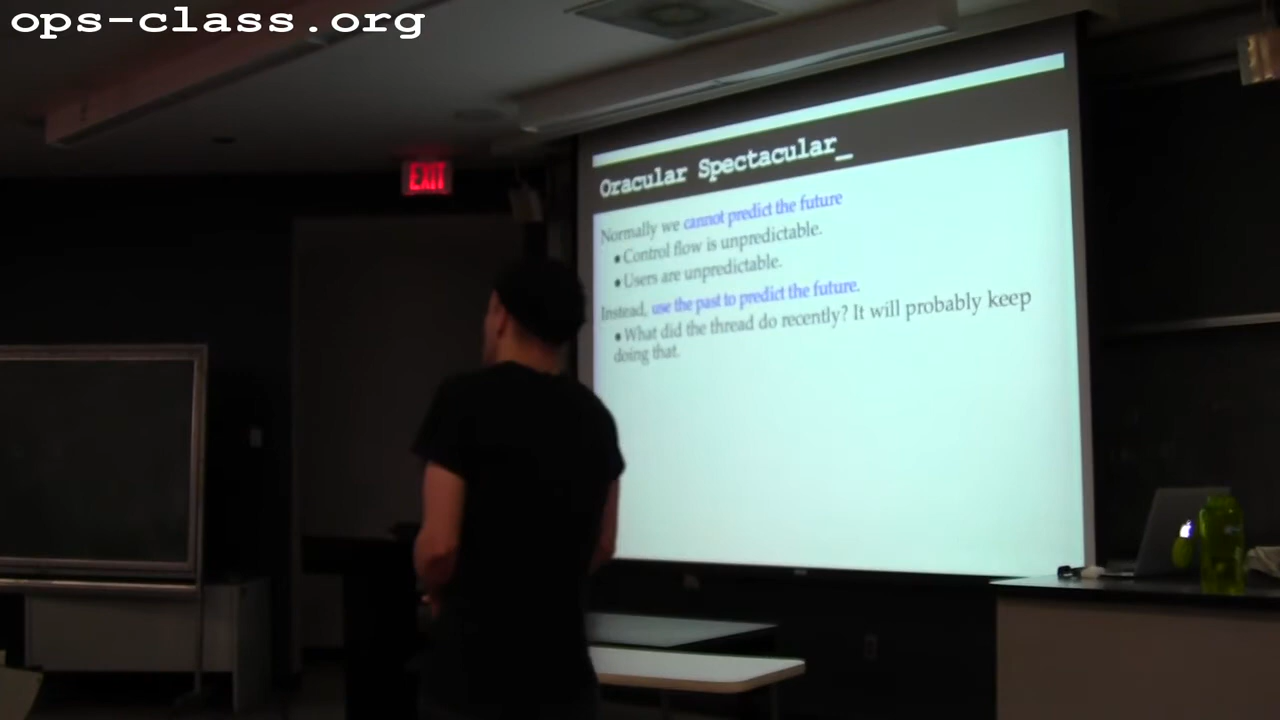 ops-class.org
EXIT
Oracular Spectacular_
Normally we cannot predict the future
• Control flow is unpredictable.
• Users are unpredictable.
Instead, use the past to predict the future.
• What did the thread do recently? It will probably keep
doing that.